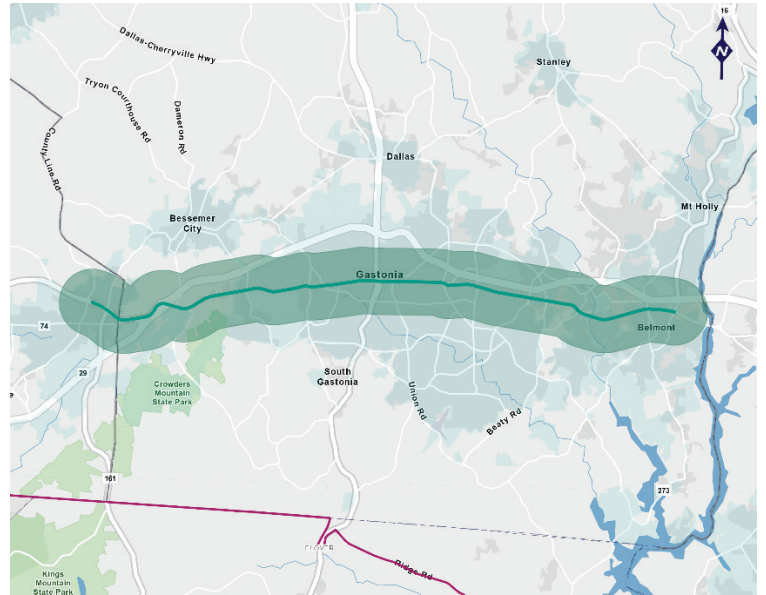 16
N
Dallas-Cherryville Hwy
Stanley
Tryon Courthouse Rd
Dameron Rd
County Line Rd
Dallas
Mt Holly
Bessemer
City
Gastonia
74
Belmont
29
South
Gastonia
Crowders
Mountain
State Park
Union Rd
Beaty Rd
161
273
CLOVER
Ridge Rd
Kings
Mountain
State Park